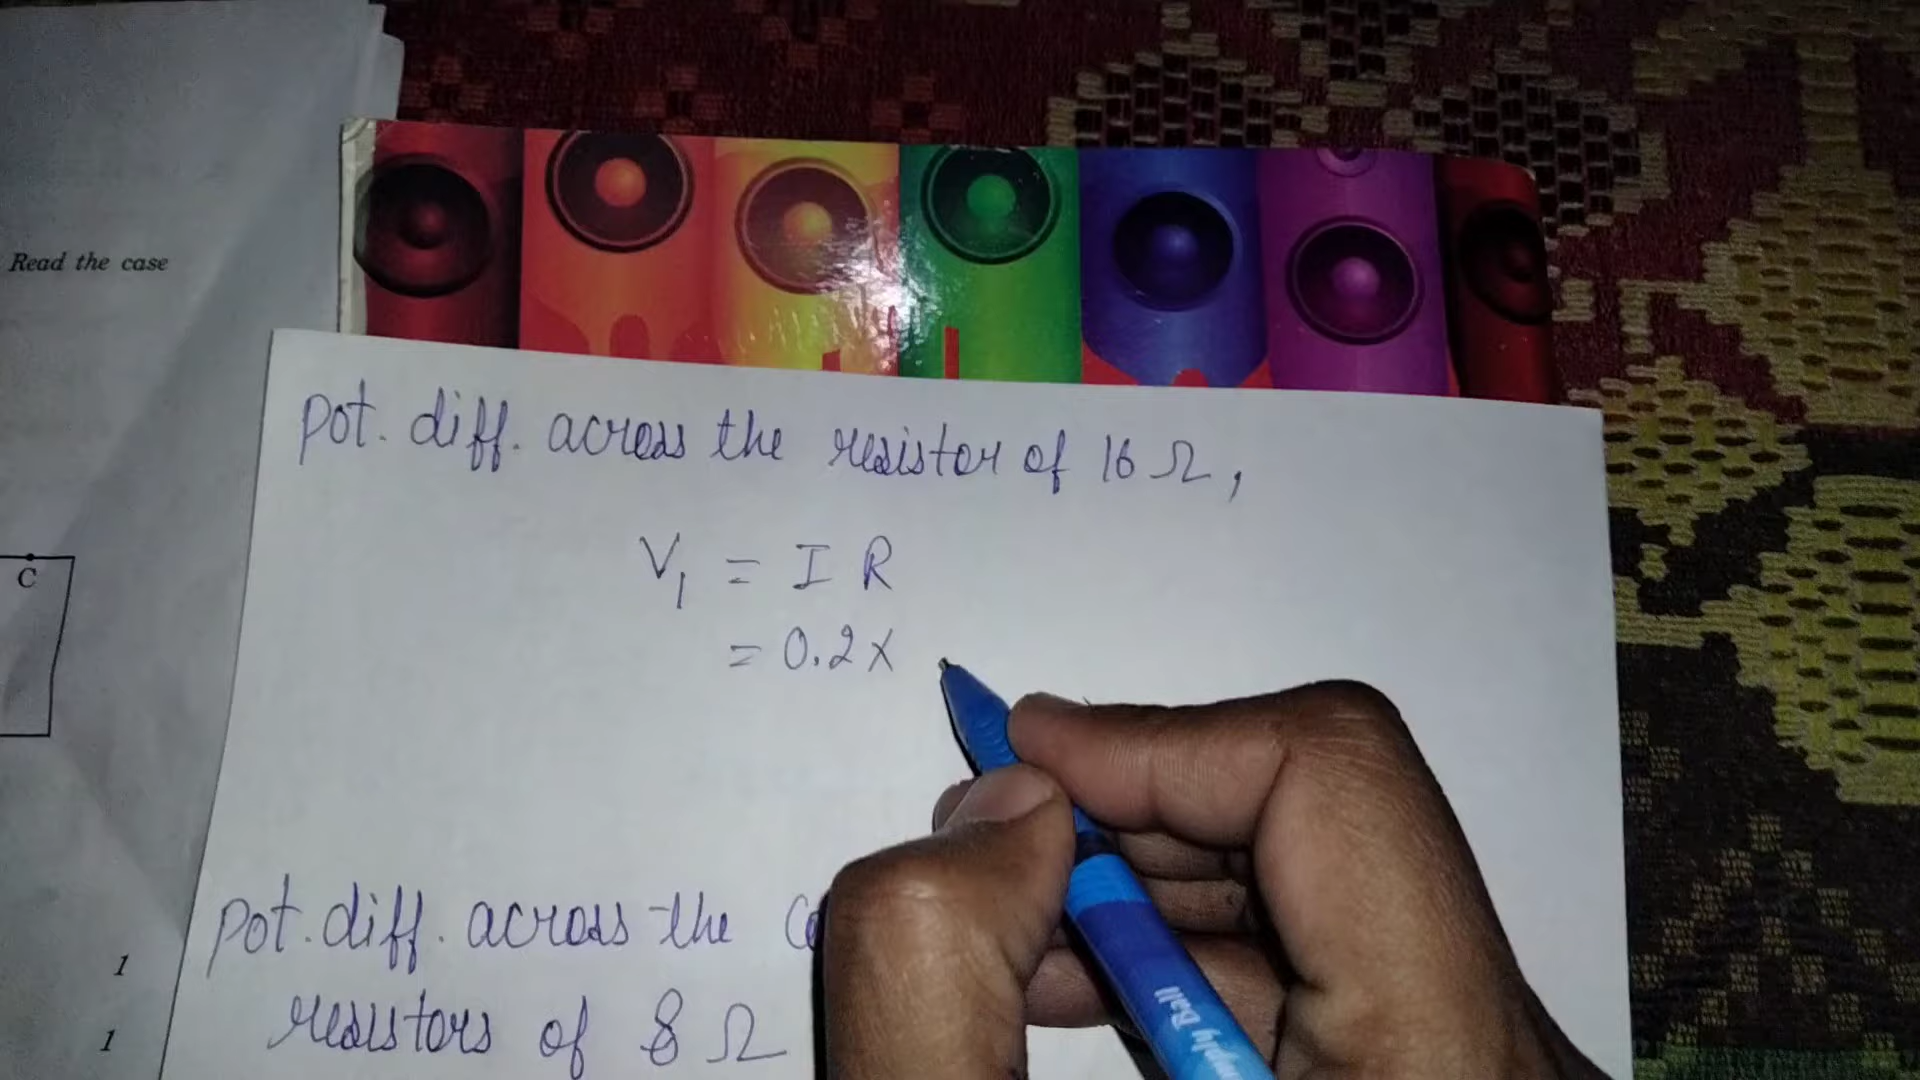 Read the case
pot. diff. across the resistor of 16 Ω,
V₁ = I R
= 0.2 ×
C
pot. diff. across the
resistors of 8 Ω
1
1
Ball